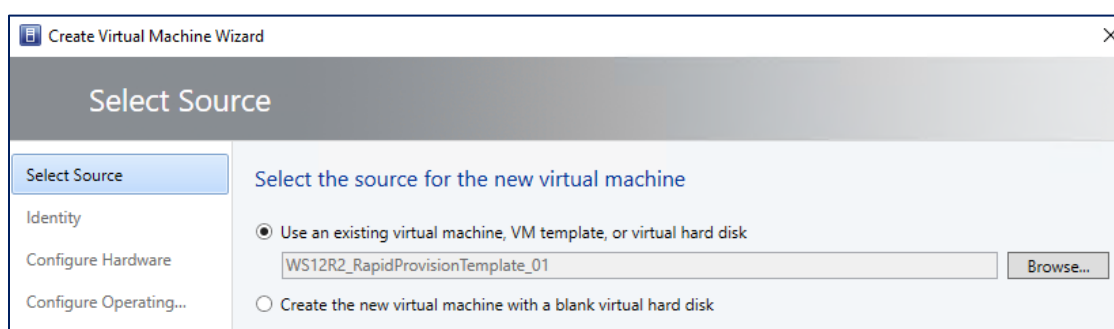 Create Virtual Machine Wizard
Select Source
Select Source
Select the source for the new virtual machine
Identity
Use an existing virtual machine, VM template, or virtual hard disk
Configure Hardware
WS12R2_RapidProvisionTemplate_01
Browse...
Configure Operating...
Create the new virtual machine with a blank virtual hard disk